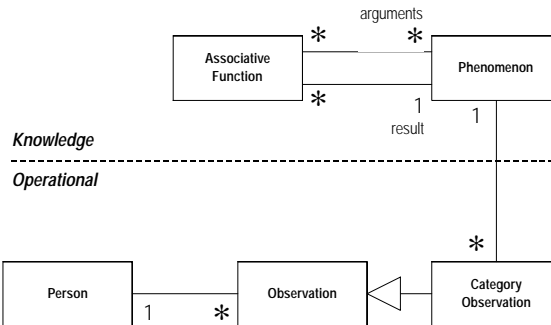 arguments
* *
Associative
Function
Phenomenon
* 1
result
1
Knowledge
Operational
*
Person
Observation
Category
Observation
1 *